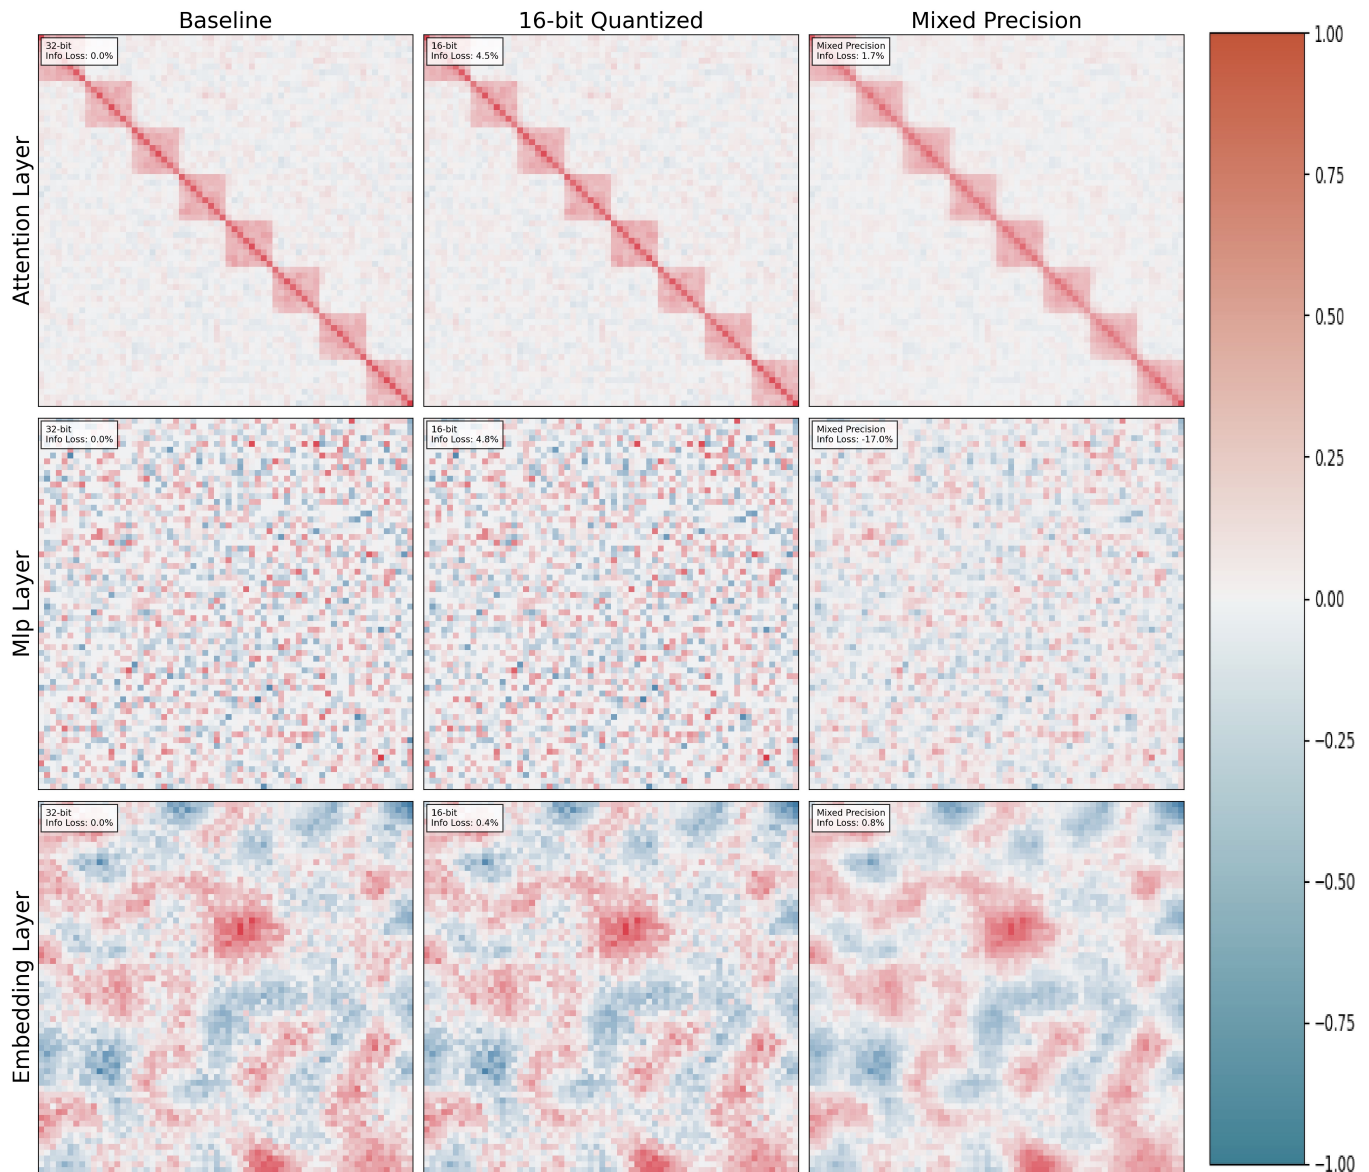 Baseline
16-bit Quantized
Mixed Precision
Attention Layer
32-bit
Info Loss: 0.0%
16-bit
Info Loss: 4.5%
Mixed Precision
Info Loss: 1.7%
Mlp Layer
32-bit
Info Loss: 0.0%
16-bit
Info Loss: 4.8%
Mixed Precision
Info Loss: -17.0%
Embedding Layer
32-bit
Info Loss: 0.0%
16-bit
Info Loss: 0.4%
Mixed Precision
Info Loss: 0.8%
1.00
0.75
0.50
0.25
0.00
−0.25
−0.50
−0.75
−1.00